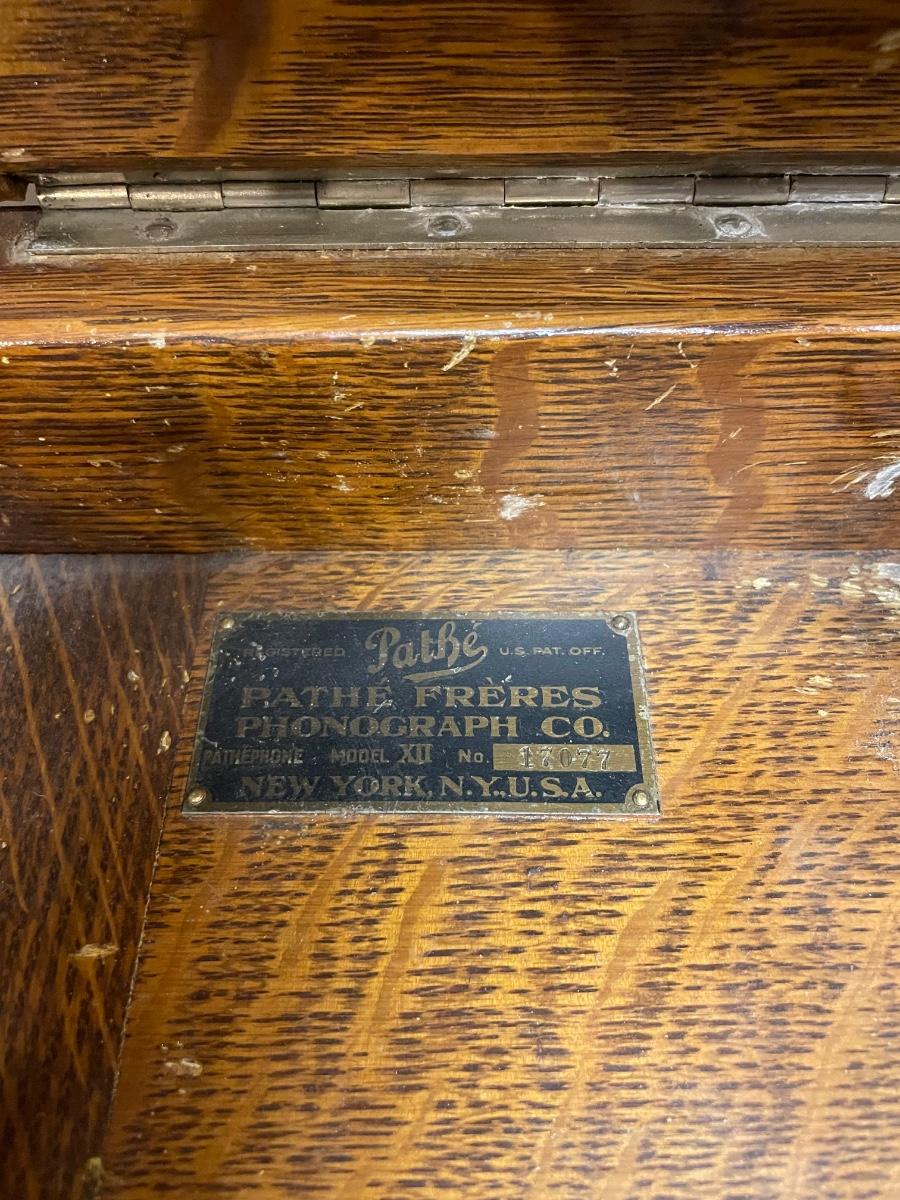 REGISTERED Pathé U.S. PAT. OFF.
PATHÉ FRÈRES
PHONOGRAPH CO.
PATHÉPHONE MODEL XII No. 17077
NEW YORK, N.Y., U.S.A.